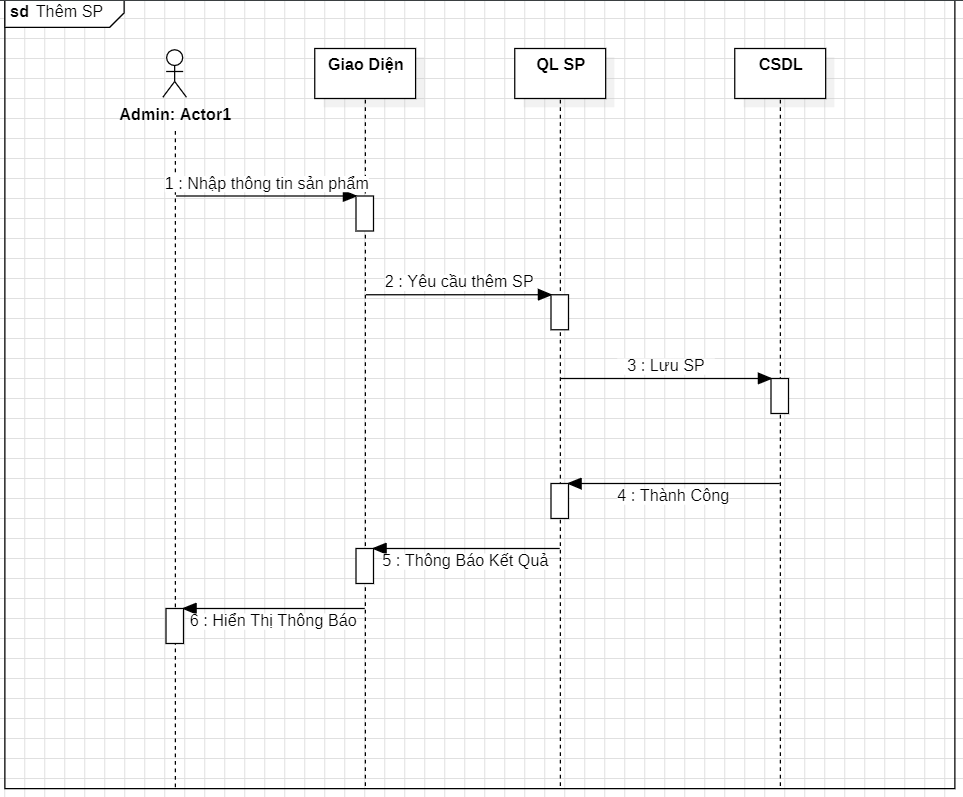 sd Thêm SP
Giao Diện
QL SP
CSDL
Admin: Actor1
1 : Nhập thông tin sản phẩm
2 : Yêu cầu thêm SP
3 : Lưu SP
4 : Thành Công
5 : Thông Báo Kết Quả
6 : Hiển Thị Thông Báo